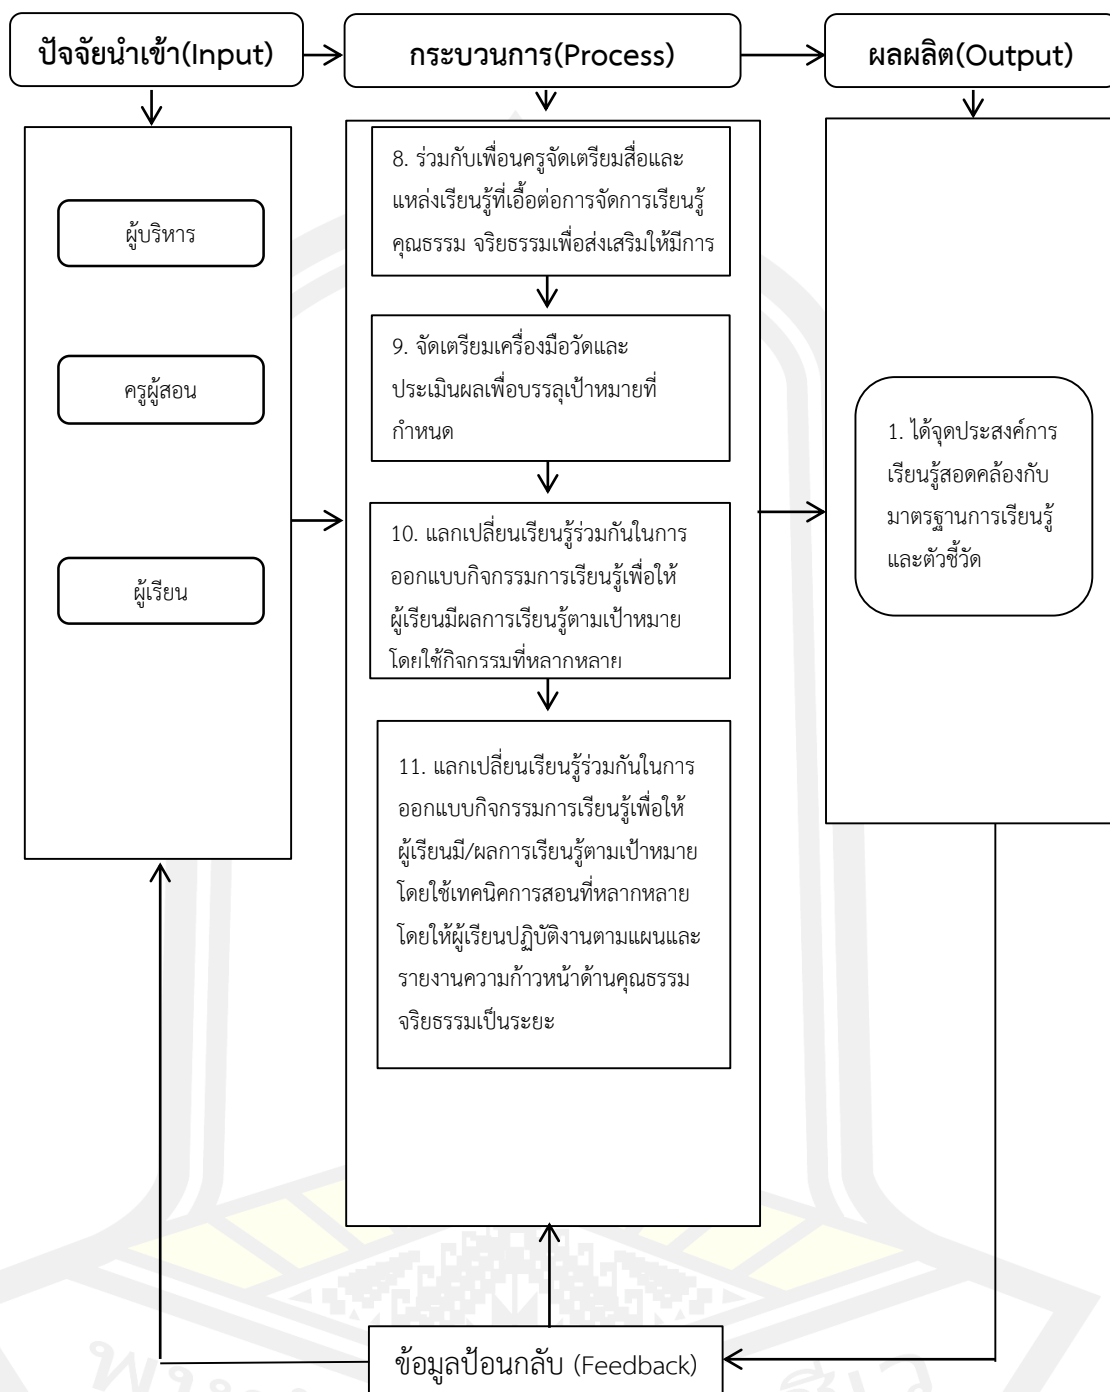 ปัจจัยนำเข้า(Input)
กระบวนการ(Process)
ผลผลิต(Output)
ผู้บริหาร
ครูผู้สอน
ผู้เรียน
8. ร่วมกับเพื่อนครูจัดเตรียมสื่อและ
แหล่งเรียนรู้ที่เอื้อต่อการจัดการเรียนรู้
คุณธรรม จริยธรรมเพื่อส่งเสริมให้มีการ
9. จัดเตรียมเครื่องมือวัดและ
ประเมินผลเพื่อบรรลุเป้าหมายที่
กำหนด
10. แลกเปลี่ยนเรียนรู้ร่วมกันในการ
ออกแบบกิจกรรมการเรียนรู้เพื่อให้
ผู้เรียนมีผลการเรียนรู้ตามเป้าหมาย
โดยใช้กิจกรรมที่หลากหลาย
11. แลกเปลี่ยนเรียนรู้ร่วมกันในการ
ออกแบบกิจกรรมการเรียนรู้เพื่อให้
ผู้เรียนมี/ผลการเรียนรู้ตามเป้าหมาย
โดยใช้เทคนิคการสอนที่หลากหลาย
โดยให้ผู้เรียนปฏิบัติงานตามแผนและ
รายงานความก้าวหน้าด้านคุณธรรม
จริยธรรมเป็นระยะ
1. ได้จุดประสงค์การ
เรียนรู้สอดคล้องกับ
มาตรฐานการเรียนรู้
และตัวชี้วัด
ข้อมูลป้อนกลับ (Feedback)